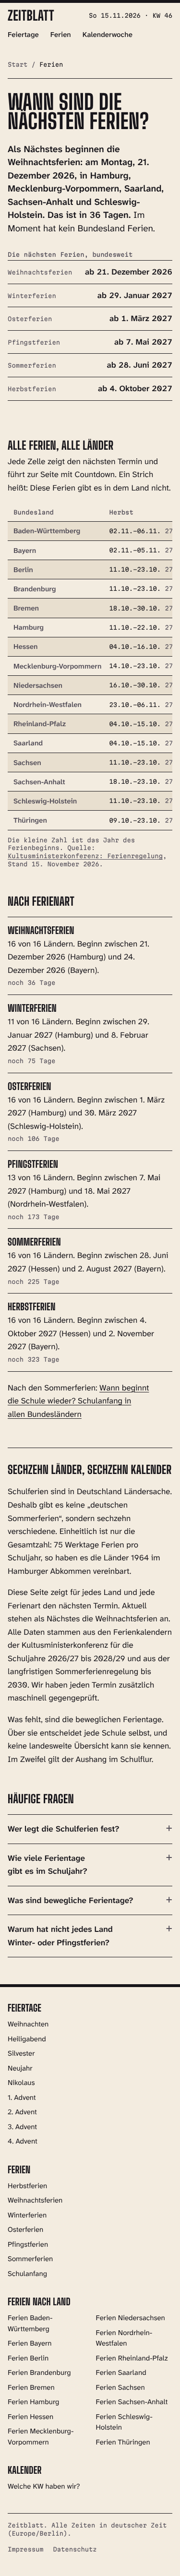 ZEITBLATT
So 15.11.2026 · KW 46
Feiertage Ferien Kalenderwoche
Start / Ferien
WANN SIND DIE
NÄCHSTEN FERIEN?
Als Nächstes beginnen die
Weihnachtsferien: am Montag, 21.
Dezember 2026, in Hamburg,
Mecklenburg-Vorpommern, Saarland,
Sachsen-Anhalt und Schleswig-
Holstein. Das ist in 36 Tagen. Im
Moment hat kein Bundesland Ferien.
Die nächsten Ferien, bundesweit
Weihnachtsferien ab 21. Dezember 2026
Winterferien ab 29. Januar 2027
Osterferien ab 1. März 2027
Pfingstferien ab 7. Mai 2027
Sommerferien ab 28. Juni 2027
Herbstferien ab 4. Oktober 2027
ALLE FERIEN, ALLE LÄNDER
Jede Zelle zeigt den nächsten Termin und
führt zur Seite mit Countdown. Ein Strich
heißt: Diese Ferien gibt es in dem Land nicht.
Bundesland Herbst
Baden-Württemberg 02.11.–06.11. 27
Bayern 02.11.–05.11. 27
Berlin 11.10.–23.10. 27
Brandenburg 11.10.–23.10. 27
Bremen 18.10.–30.10. 27
Hamburg 11.10.–22.10. 27
Hessen 04.10.–16.10. 27
Mecklenburg-Vorpommern 14.10.–23.10. 27
Niedersachsen 16.10.–30.10. 27
Nordrhein-Westfalen 23.10.–06.11. 27
Rheinland-Pfalz 04.10.–15.10. 27
Saarland 04.10.–15.10. 27
Sachsen 11.10.–23.10. 27
Sachsen-Anhalt 18.10.–23.10. 27
Schleswig-Holstein 11.10.–23.10. 27
Thüringen 09.10.–23.10. 27
Die kleine Zahl ist das Jahr des
Ferienbeginns. Quelle:
Kultusministerkonferenz: Ferienregelung,
Stand 15. November 2026.
NACH FERIENART
WEIHNACHTSFERIEN
16 von 16 Ländern. Beginn zwischen 21.
Dezember 2026 (Hamburg) und 24.
Dezember 2026 (Bayern).
noch 36 Tage
WINTERFERIEN
11 von 16 Ländern. Beginn zwischen 29.
Januar 2027 (Hamburg) und 8. Februar
2027 (Sachsen).
noch 75 Tage
OSTERFERIEN
16 von 16 Ländern. Beginn zwischen 1. März
2027 (Hamburg) und 30. März 2027
(Schleswig-Holstein).
noch 106 Tage
PFINGSTFERIEN
13 von 16 Ländern. Beginn zwischen 7. Mai
2027 (Hamburg) und 18. Mai 2027
(Nordrhein-Westfalen).
noch 173 Tage
SOMMERFERIEN
16 von 16 Ländern. Beginn zwischen 28. Juni
2027 (Hessen) und 2. August 2027 (Bayern).
noch 225 Tage
HERBSTFERIEN
16 von 16 Ländern. Beginn zwischen 4.
Oktober 2027 (Hessen) und 2. November
2027 (Bayern).
noch 323 Tage
Nach den Sommerferien: Wann beginnt
die Schule wieder? Schulanfang in
allen Bundesländern
SECHZEHN LÄNDER, SECHZEHN KALENDER
Schulferien sind in Deutschland Ländersache.
Deshalb gibt es keine „deutschen
Sommerferien“, sondern sechzehn
verschiedene. Einheitlich ist nur die
Gesamtzahl: 75 Werktage Ferien pro
Schuljahr, so haben es die Länder 1964 im
Hamburger Abkommen vereinbart.
Diese Seite zeigt für jedes Land und jede
Ferienart den nächsten Termin. Aktuell
stehen als Nächstes die Weihnachtsferien an.
Alle Daten stammen aus den Ferienkalendern
der Kultusministerkonferenz für die
Schuljahre 2026/27 bis 2028/29 und aus der
langfristigen Sommerferienregelung bis
2030. Wir haben jeden Termin zusätzlich
maschinell gegengeprüft.
Was fehlt, sind die beweglichen Ferientage.
Über sie entscheidet jede Schule selbst, und
keine landesweite Übersicht kann sie kennen.
Im Zweifel gilt der Aushang im Schulflur.
HÄUFIGE FRAGEN
Wer legt die Schulferien fest? +
Wie viele Ferientage +
gibt es im Schuljahr?
Was sind bewegliche Ferientage? +
Warum hat nicht jedes Land +
Winter- oder Pfingstferien?
FEIERTAGE
Weihnachten
Heiligabend
Silvester
Neujahr
Nikolaus
1. Advent
2. Advent
3. Advent
4. Advent
FERIEN
Herbstferien
Weihnachtsferien
Winterferien
Osterferien
Pfingstferien
Sommerferien
Schulanfang
FERIEN NACH LAND
Ferien Baden-
Württemberg
Ferien Bayern
Ferien Berlin
Ferien Brandenburg
Ferien Bremen
Ferien Hamburg
Ferien Hessen
Ferien Mecklenburg-
Vorpommern
Ferien Niedersachsen
Ferien Nordrhein-
Westfalen
Ferien Rheinland-Pfalz
Ferien Saarland
Ferien Sachsen
Ferien Sachsen-Anhalt
Ferien Schleswig-
Holstein
Ferien Thüringen
KALENDER
Welche KW haben wir?
Zeitblatt. Alle Zeiten in deutscher Zeit
(Europe/Berlin).
Impressum Datenschutz